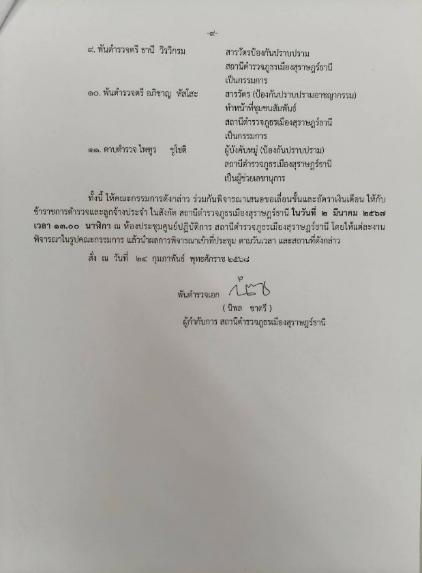 -๙-
๙. พันตำรวจตรี ธานี วิรวิกรม สารวัตรป้องกันปราบปราม
สถานีตำรวจภูธรเมืองสุราษฎร์ธานี
เป็นกรรมการ
๑๐. พันตำรวจตรี อภิชาญ ทัสโสะ สารวัตร (ป้องกันปราบปรามอาชญากรรม)
ทำหน้าที่ชุมชนสัมพันธ์
สถานีตำรวจภูธรเมืองสุราษฎร์ธานี
เป็นกรรมการ
๑๑. ดาบตำรวจ ไพฑูร ชูโชติ ผู้บังคับหมู่ (ป้องกันปราบปราม)
สถานีตำรวจภูธรเมืองสุราษฎร์ธานี
เป็นผู้ช่วยเลขานุการ
ทั้งนี้ ให้คณะกรรมการดังกล่าว ร่วมกันพิจารณาเสนอขอเลื่อนขั้นและอัตราเงินเดือน ให้กับ
ข้าราชการตำรวจและลูกจ้างประจำ ในสังกัด สถานีตำรวจภูธรเมืองสุราษฎร์ธานี ในวันที่ ๒ มีนาคม ๒๕๖๗
เวลา ๑๓.๐๐ นาฬิกา ณ ห้องประชุมศูนย์ปฏิบัติการ สถานีตำรวจภูธรเมืองสุราษฎร์ธานี โดยให้แต่ละงาน
พิจารณาในรูปคณะกรรมการ แล้วนำผลการพิจารณาเข้าที่ประชุม ตามวันเวลา และสถานที่ดังกล่าว
สั่ง ณ วันที่ ๒๔ กุมภาพันธ์ พุทธศักราช ๒๕๖๘
พันตำรวจเอก
( นิพล ชาตรี )
ผู้กำกับการ สถานีตำรวจภูธรเมืองสุราษฎร์ธานี